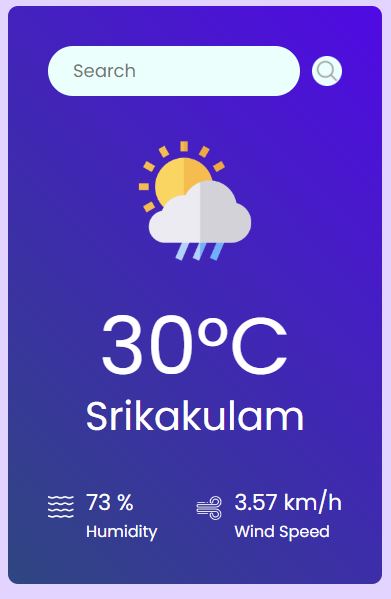 Search
30°C
Srikakulam
73 %
Humidity
3.57 km/h
Wind Speed